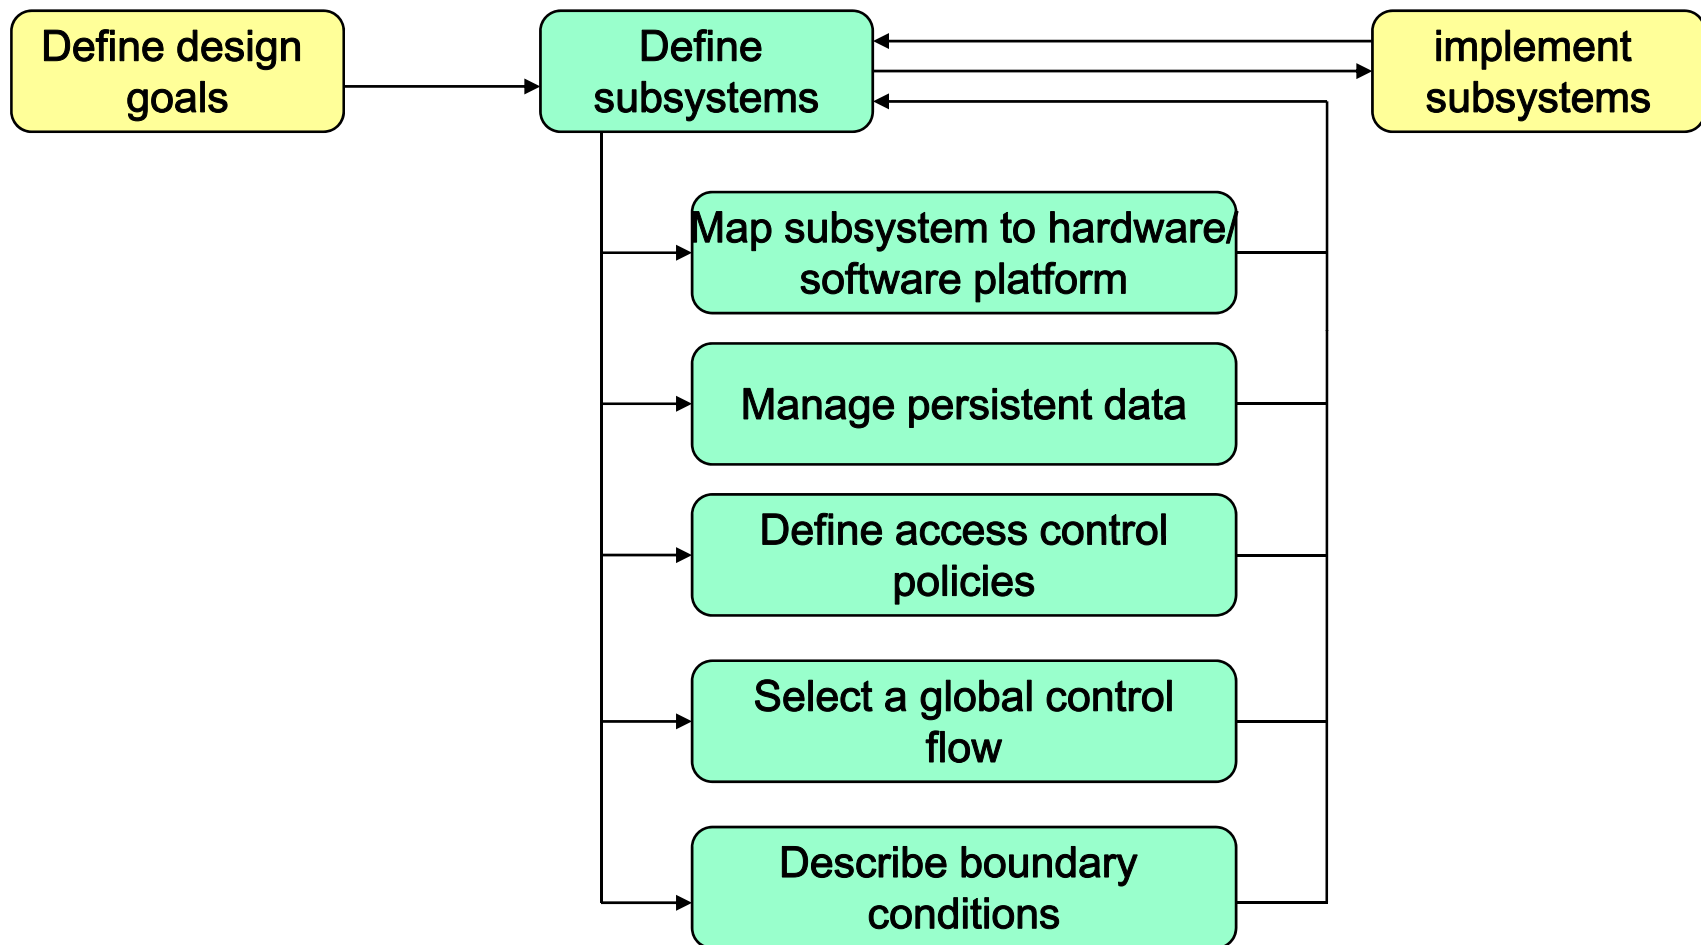 Define design
goals
Define
subsystems
implement
subsystems
Map subsystem to hardware/
software platform
Manage persistent data
Define access control
policies
Select a global control
flow
Describe boundary
conditions